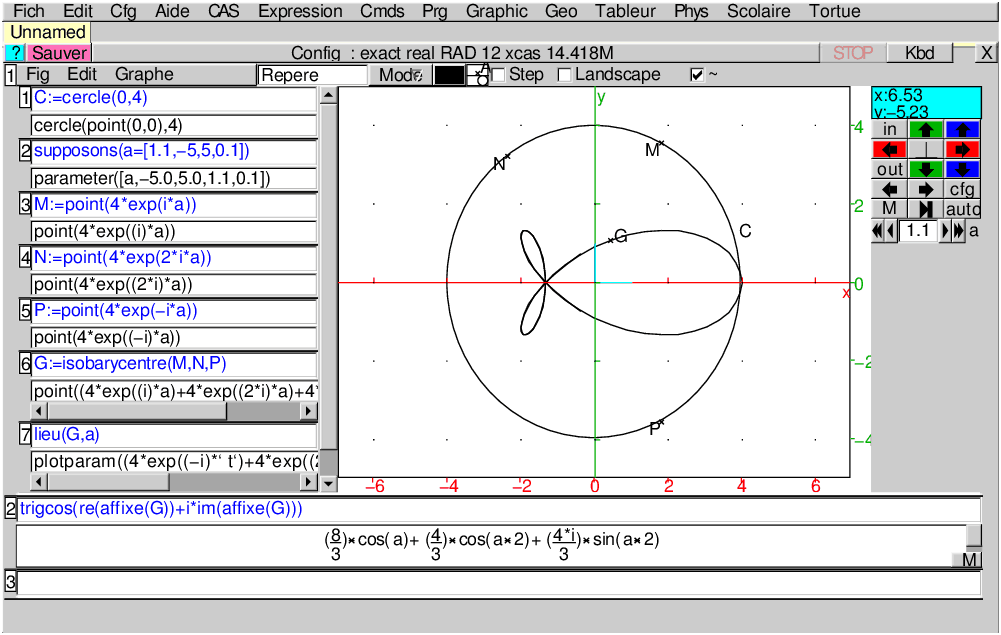 Fich Edit Cfg Aide CAS Expression Cmds Prg Graphic Geo Tableur Phys Scolaire Tortue
Unnamed
? Sauver Config : exact real RAD 12 xcas 14.418M STOP Kbd X
1 Fig Edit Graphe Repere Mode Step Landscape ~
1 C:=cercle(0,4)
cercle(point(0,0),4)
2 supposons(a=[1.1,−5,5,0.1])
parameter([a,−5.0,5.0,1.1,0.1])
3 M:=point(4*exp(i*a))
point(4*exp((i)*a))
4 N:=point(4*exp(2*i*a))
point(4*exp((2*i)*a))
5 P:=point(4*exp(−i*a))
point(4*exp((−i)*a))
6 G:=isobarycentre(M,N,P)
point((4*exp((i)*a)+4*exp((2*i)*a)+4
7 lieu(G,a)
plotparam((4*exp((−i)*` t`)+4*exp((2
y
4
2
0
−2
−4
x
−6 −4 −2 0 2 4 6
N
M
C
G
P
x:6.53
y:−5.23
in
out
cfg
M auto
1.1 a
2 trigcos(re(affixe(G))+i*im(affixe(G)))
(8/3)*cos(a)+(4/3)*cos(a*2)+(4*i/3)*sin(a*2)
M
3